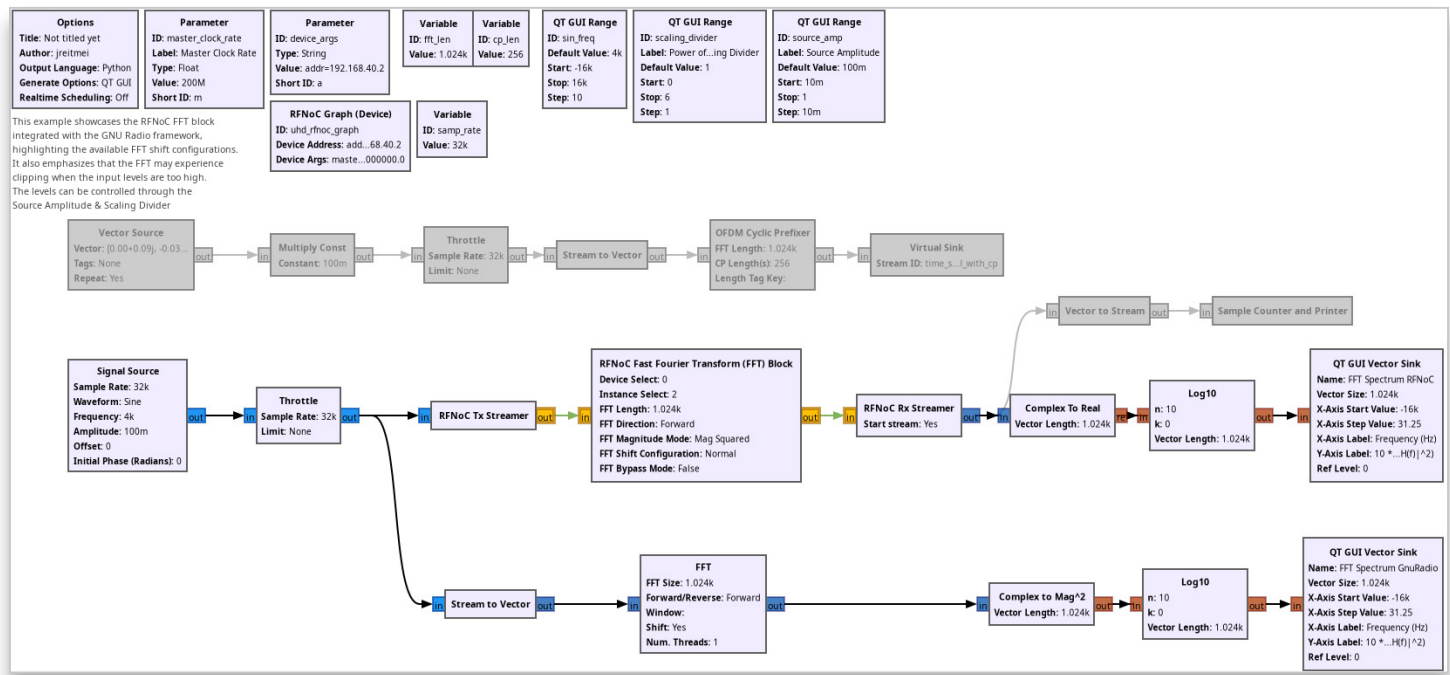 Options
Title: Not titled yet
Author: jreitmei
Output Language: Python
Generate Options: QT GUI
Realtime Scheduling: Off
Parameter
ID: master_clock_rate
Label: Master Clock Rate
Type: Float
Value: 200M
Short ID: m
Parameter
ID: device_args
Type: String
Value: addr=192.168.40.2
Short ID: a
Variable
ID: fft_len
Value: 1.024k
Variable
ID: cp_len
Value: 256
QT GUI Range
ID: sin_freq
Default Value: 4k
Start: -16k
Stop: 16k
Step: 10
QT GUI Range
ID: scaling_divider
Label: Power of...ing Divider
Default Value: 1
Start: 0
Stop: 6
Step: 1
QT GUI Range
ID: source_amp
Label: Source Amplitude
Default Value: 100m
Start: 10m
Stop: 1
Step: 10m
RFNoC Graph (Device)
ID: uhd_rfnoc_graph
Device Address: add...68.40.2
Device Args: maste...000000.0
Variable
ID: samp_rate
Value: 32k
This example showcases the RFNoC FFT block
integrated with the GNU Radio framework,
highlighting the available FFT shift configurations.
It also emphasizes that the FFT may experience
clipping when the input levels are too high.
The levels can be controlled through the
Source Amplitude & Scaling Divider
Vector Source
Vector: [0.00+0.09j, -0.03...
Tags: None
Repeat: Yes
out
in
Multiply Const
Constant: 100m
out
in
Throttle
Sample Rate: 32k
Limit: None
out
in
Stream to Vector
out
in
OFDM Cyclic Prefixer
FFT Length: 1.024k
CP Length(s): 256
Length Tag Key:
out
in
Virtual Sink
Stream ID: time_s...l_with_cp
in
Vector to Stream
out
in
Sample Counter and Printer
Signal Source
Sample Rate: 32k
Waveform: Sine
Frequency: 4k
Amplitude: 100m
Offset: 0
Initial Phase (Radians): 0
out
in
Throttle
Sample Rate: 32k
Limit: None
out
in
RFNoC Tx Streamer
out
in
RFNoC Fast Fourier Transform (FFT) Block
Device Select: 0
Instance Select: 2
FFT Length: 1.024k
FFT Direction: Forward
FFT Magnitude Mode: Mag Squared
FFT Shift Configuration: Normal
FFT Bypass Mode: False
out
in
RFNoC Rx Streamer
Start stream: Yes
out
in
Complex To Real
Vector Length: 1.024k
re
in
Log10
n: 10
k: 0
Vector Length: 1.024k
out
in
QT GUI Vector Sink
Name: FFT Spectrum RFNoC
Vector Size: 1.024k
X-Axis Start Value: -16k
X-Axis Step Value: 31.25
X-Axis Label: Frequency (Hz)
Y-Axis Label: 10 *...H(f)|^2)
Ref Level: 0
in
Stream to Vector
out
in
FFT
FFT Size: 1.024k
Forward/Reverse: Forward
Window:
Shift: Yes
Num. Threads: 1
out
in
Complex to Mag^2
Vector Length: 1.024k
out
in
Log10
n: 10
k: 0
Vector Length: 1.024k
out
in
QT GUI Vector Sink
Name: FFT Spectrum GnuRadio
Vector Size: 1.024k
X-Axis Start Value: -16k
X-Axis Step Value: 31.25
X-Axis Label: Frequency (Hz)
Y-Axis Label: 10 *...H(f)|^2)
Ref Level: 0